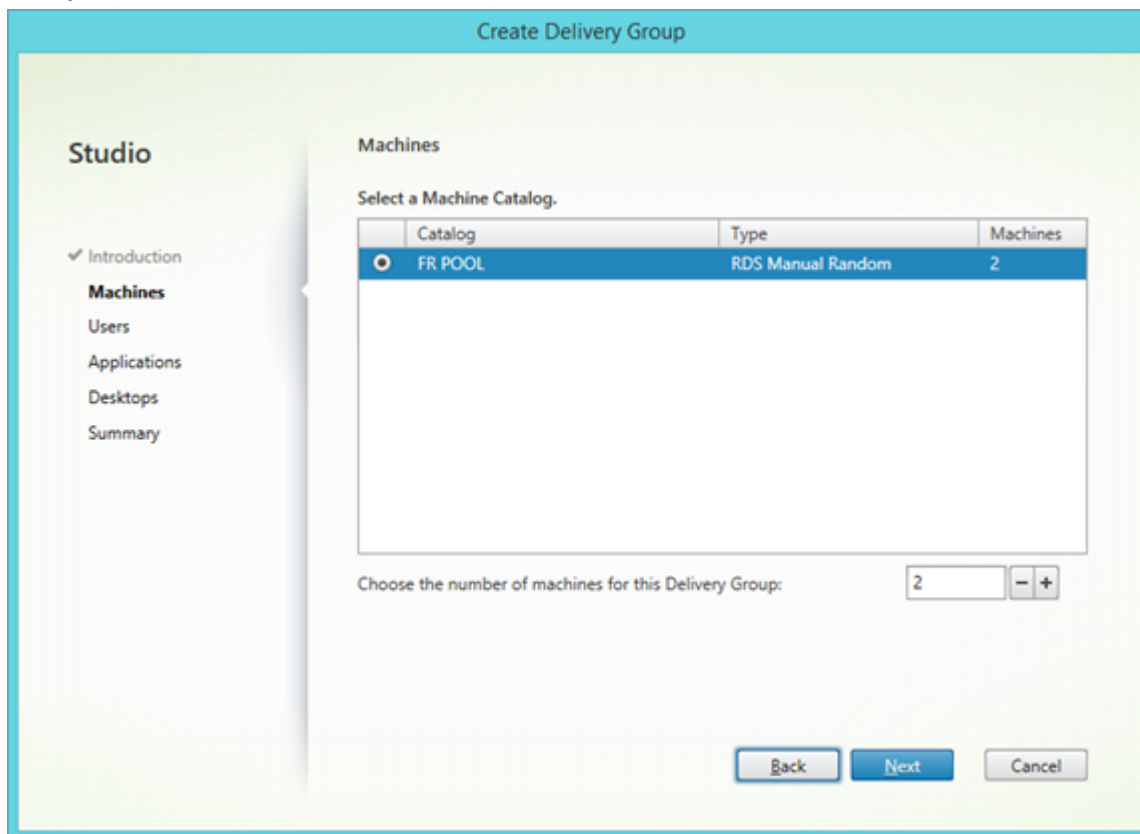 Create Delivery Group
Studio
Introduction
Machines
Users
Applications
Desktops
Summary
Machines
Select a Machine Catalog.
Catalog Type Machines
FR POOL RDS Manual Random 2
Choose the number of machines for this Delivery Group: 2 - +
Back Next Cancel